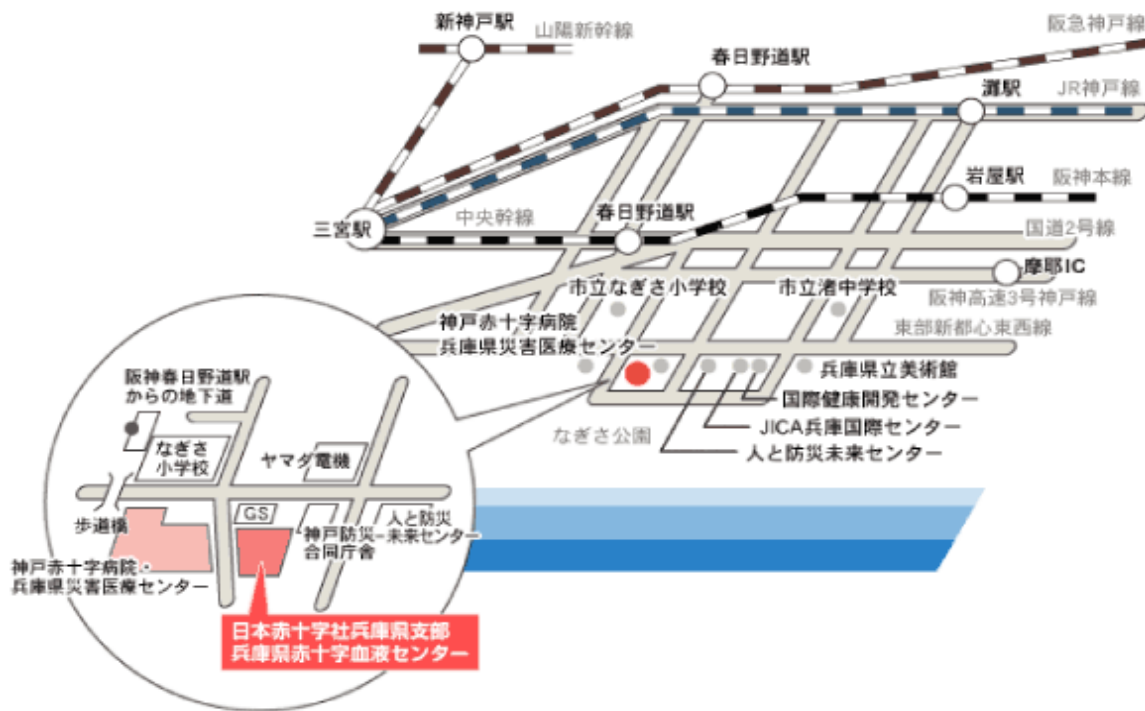 新神戸駅
山陽新幹線
阪急神戸線
春日野道駅
灘駅
JR神戸線
岩屋駅
阪神本線
三宮駅
中央幹線
春日野道駅
国道2号線
摩耶IC
市立なぎさ小学校
市立渚中学校
阪神高速3号神戸線
神戸赤十字病院
兵庫県災害医療センター
東部新都心東西線
兵庫県立美術館
国際健康開発センター
JICA兵庫国際センター
人と防災未来センター
なぎさ公園
阪神春日野道駅
からの地下道
なぎさ
小学校
ヤマダ電機
GS
歩道橋
神戸防災
合同庁舎
人と防災
未来センター
神戸赤十字病院・
兵庫県災害医療センター
日本赤十字社兵庫県支部
兵庫県赤十字血液センター